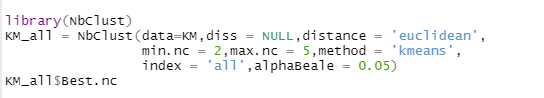 library(NbClust)
KM_all = NbClust(data=KM,diss = NULL,distance = 'euclidean',
min.nc = 2,max.nc = 5,method = 'kmeans',
index = 'all',alphaBeale = 0.05)
KM_all$Best.nc